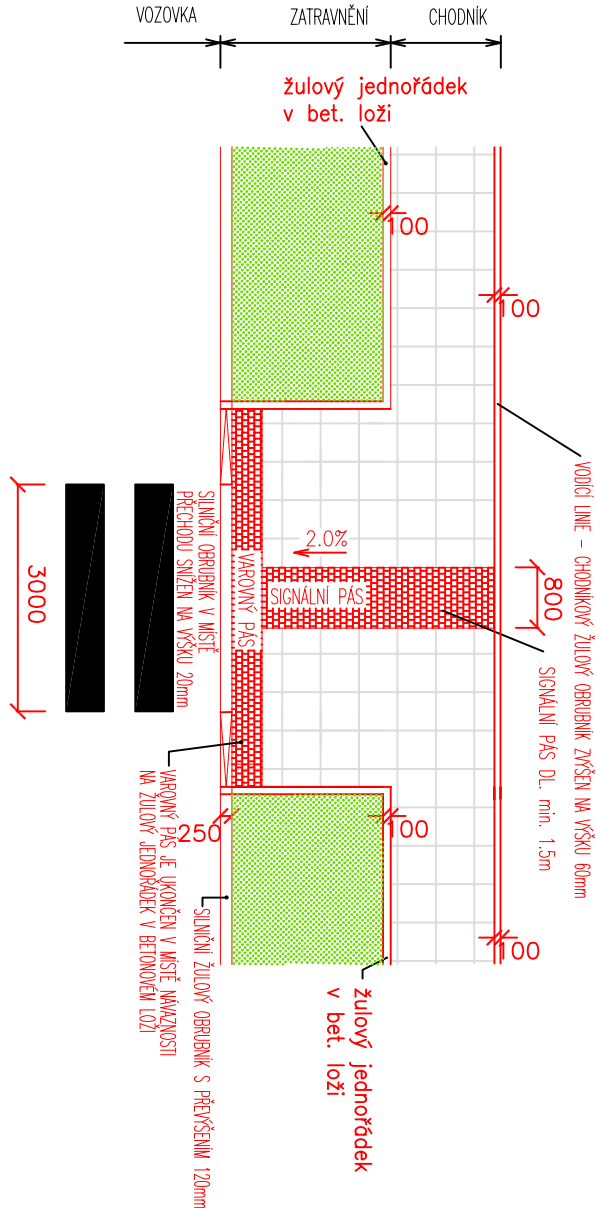 VOZOVKA
ZATRAVNĚNÍ
CHODNÍK
žulový jednořádek
v bet. loži
100
100
VODÍCÍ LINIE - CHODNÍKOVÝ ŽULOVÝ OBRUBNÍK ZVÝŠEN NA VÝŠKU 60mm
3000
SILNIČNÍ OBRUBNÍK V MÍSTĚ
PŘECHODU SNÍŽEN NA VÝŠKU 20mm
2.0%
VAROVNÝ PÁS
SIGNÁLNÍ PÁS
800
SIGNÁLNÍ PÁS DL. min. 1.5m
250
100
100
VAROVNÝ PÁS JE UKONČEN V MÍSTĚ NÁVAZNOSTI
NA ŽULOVÝ JEDNOŘÁDEK V BETONOVÉM LOŽI
SILNIČNÍ ŽULOVÝ OBRUBNÍK S PŘEVÝŠENÍM 120mm
žulový jednořádek
v bet. loži